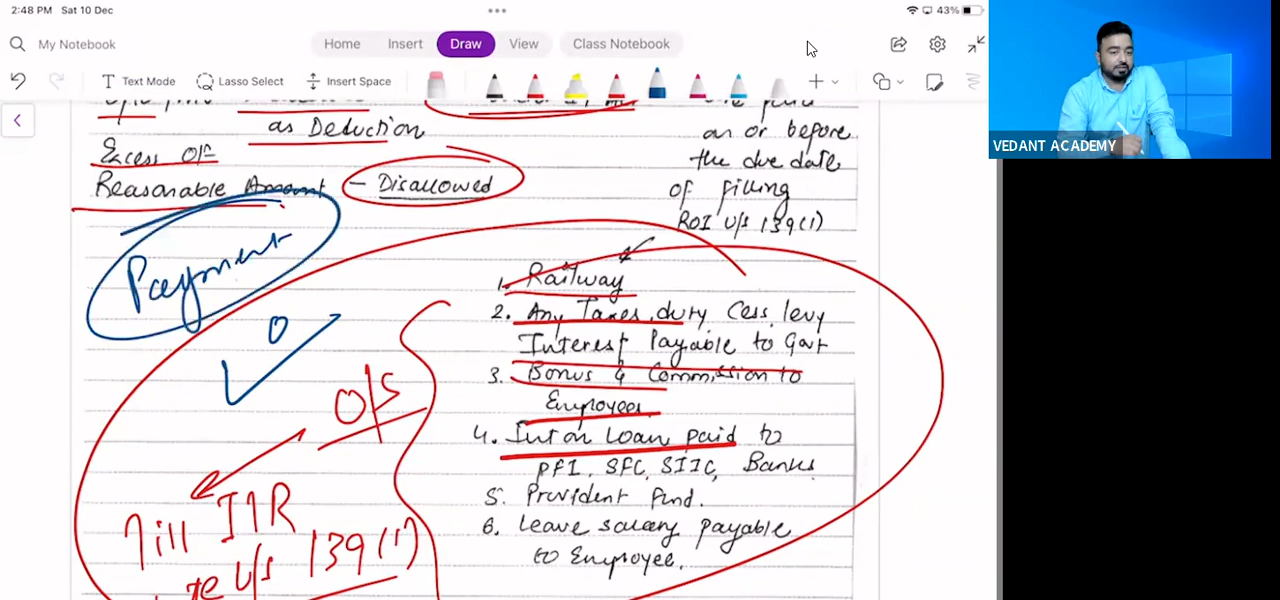 2:48 PM Sat 10 Dec
43%
My Notebook
Home Insert Draw View Class Notebook
Text Mode Lasso Select Insert Space
VEDANT ACADEMY
as Deduction
Excess Of
Reasonable Amount – Disallowed
on or before
the due date
of filling
ROI U/s 139(1)
Payment
1. Railway
2. Any Taxes, duty Cess, levy
Interest Payable to Govt
3. Bonus & Commission to
Employees
4. Int on Loan paid to
PFI, SFC, SIIC, Banks
5. Provident Fund.
6. Leave salary payable
to Employee.
O/S
Till ITR
U/s 139(1)